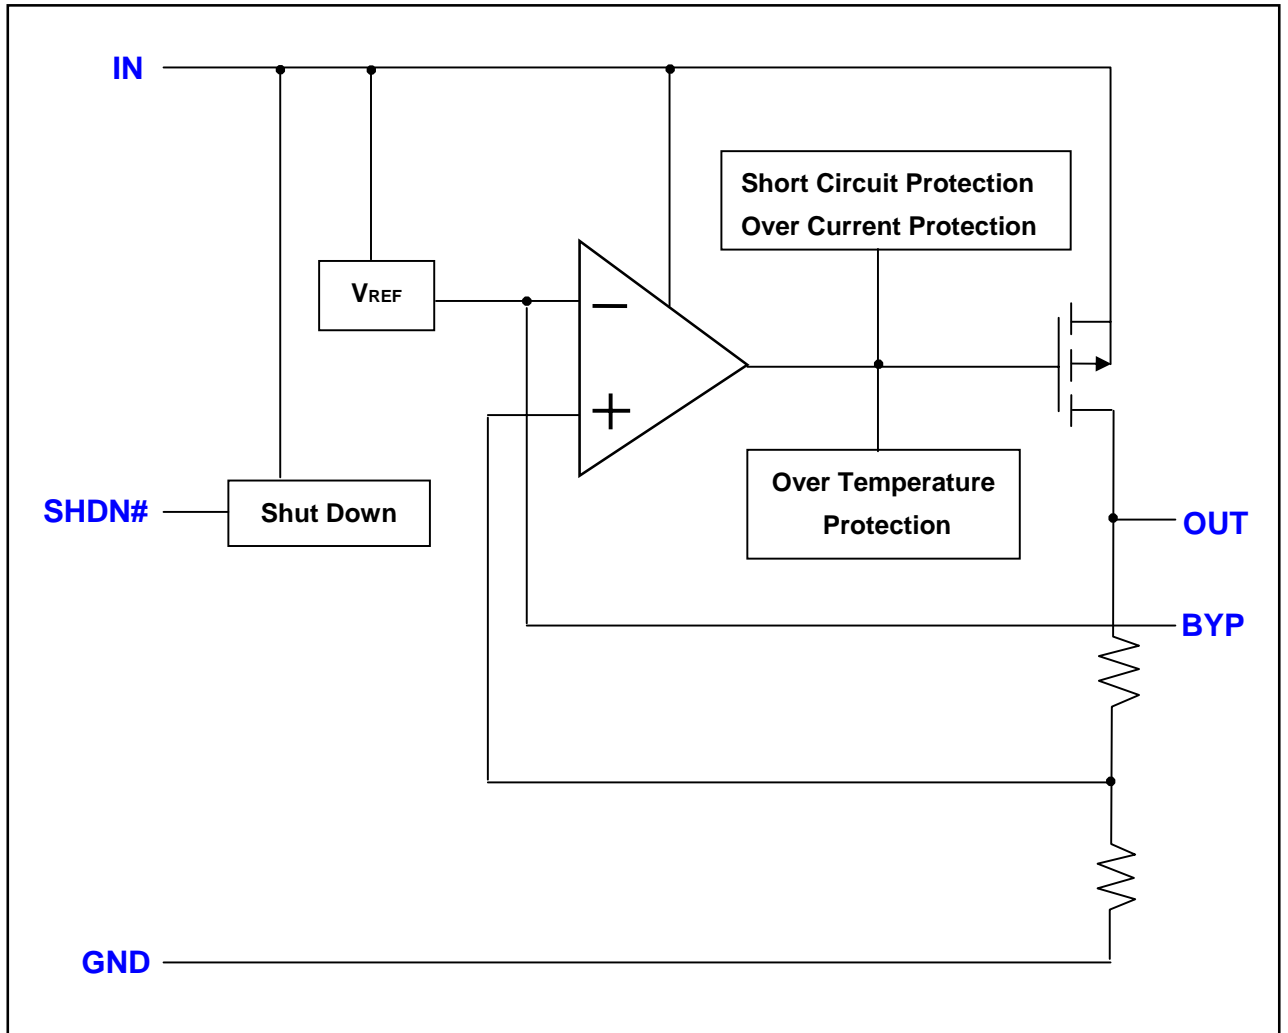 IN
Short Circuit Protection
Over Current Protection
VREF
−
+
Over Temperature
Protection
SHDN#
Shut Down
OUT
BYP
GND